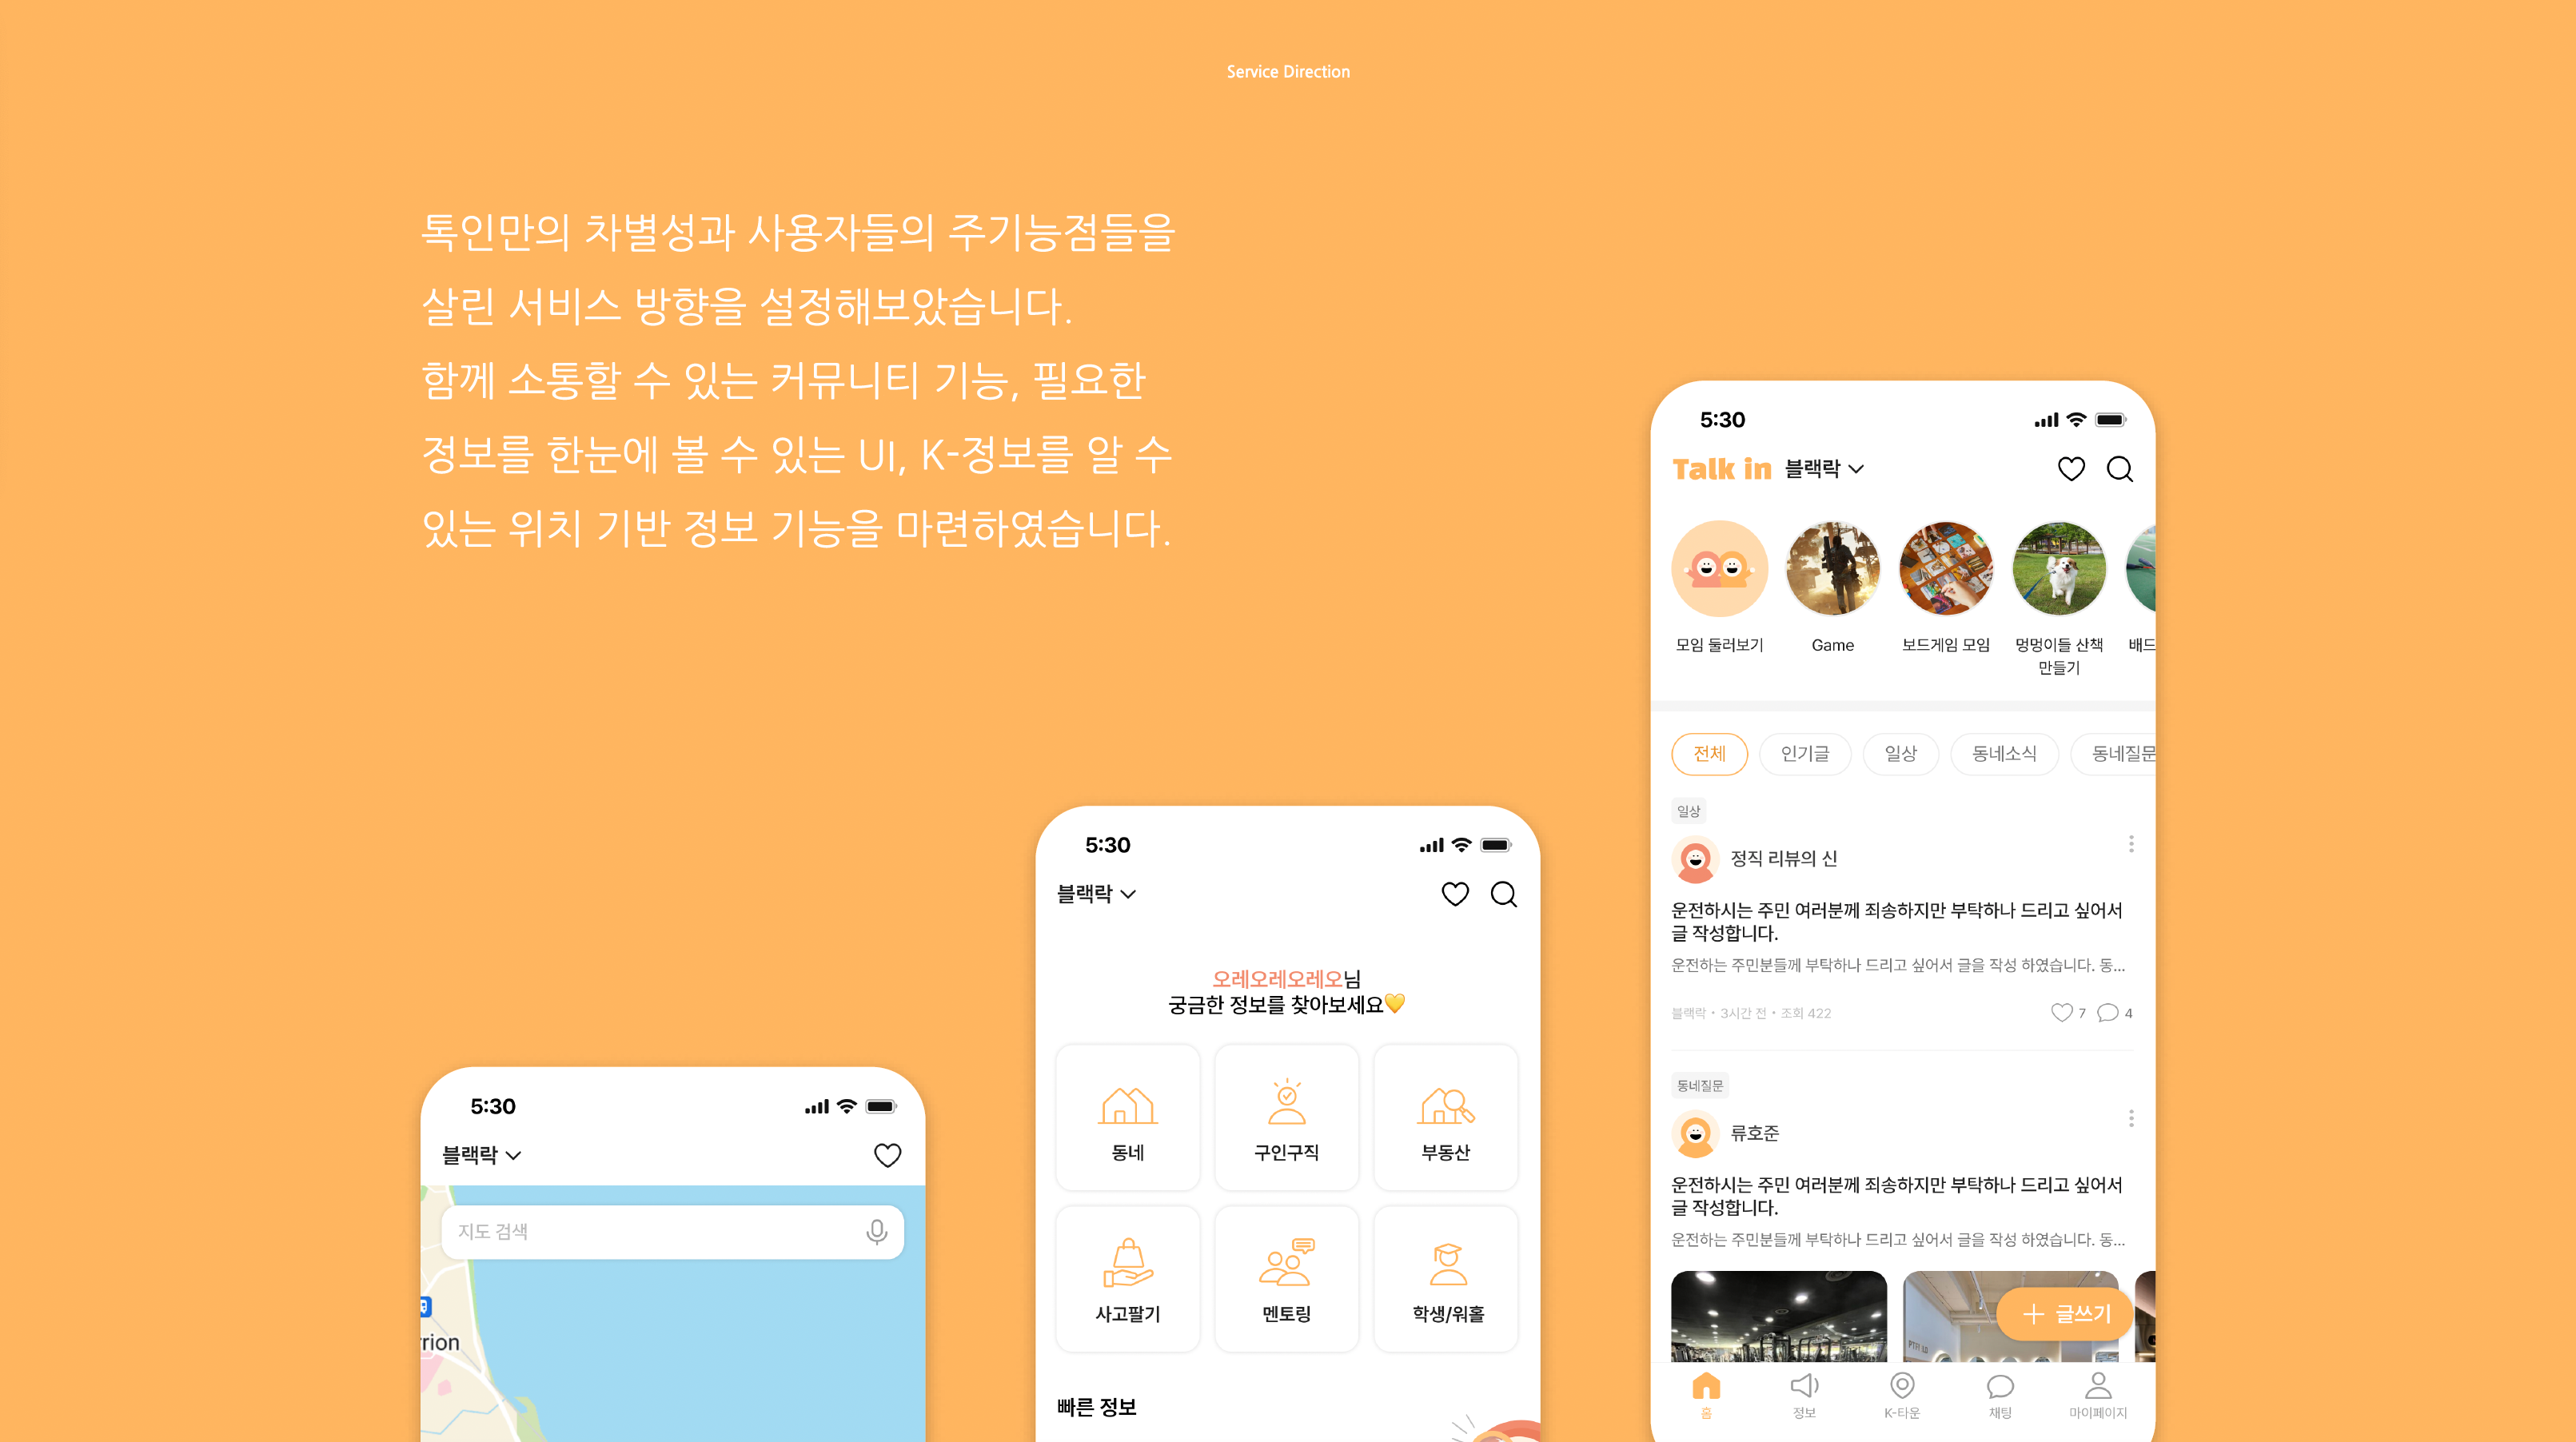 Service Direction
톡인만의 차별성과 사용자들의 주기능점들을
살린 서비스 방향을 설정해보았습니다.
함께 소통할 수 있는 커뮤니티 기능, 필요한
정보를 한눈에 볼 수 있는 UI, K-정보를 알 수
있는 위치 기반 정보 기능을 마련하였습니다.
5:30
블랙락
지도 검색
rrion
5:30
블랙락
오레오레오레오님
궁금한 정보를 찾아보세요💛
동네
구인구직
부동산
사고팔기
멘토링
학생/워홀
빠른 정보
5:30
Talk in 블랙락
모임 둘러보기
Game
보드게임 모임
멍멍이들 산책
만들기
배드
전체
인기글
일상
동네소식
동네질문
일상
정직 리뷰의 신
운전하시는 주민 여러분께 죄송하지만 부탁하나 드리고 싶어서
글 작성합니다.
운전하는 주민분들께 부탁하나 드리고 싶어서 글을 작성 하였습니다. 동...
블랙락 • 3시간 전 • 조회 422
7
4
동네질문
류호준
운전하시는 주민 여러분께 죄송하지만 부탁하나 드리고 싶어서
글 작성합니다.
운전하는 주민분들께 부탁하나 드리고 싶어서 글을 작성 하였습니다. 동...
+ 글쓰기
홈
정보
K-타운
채팅
마이페이지